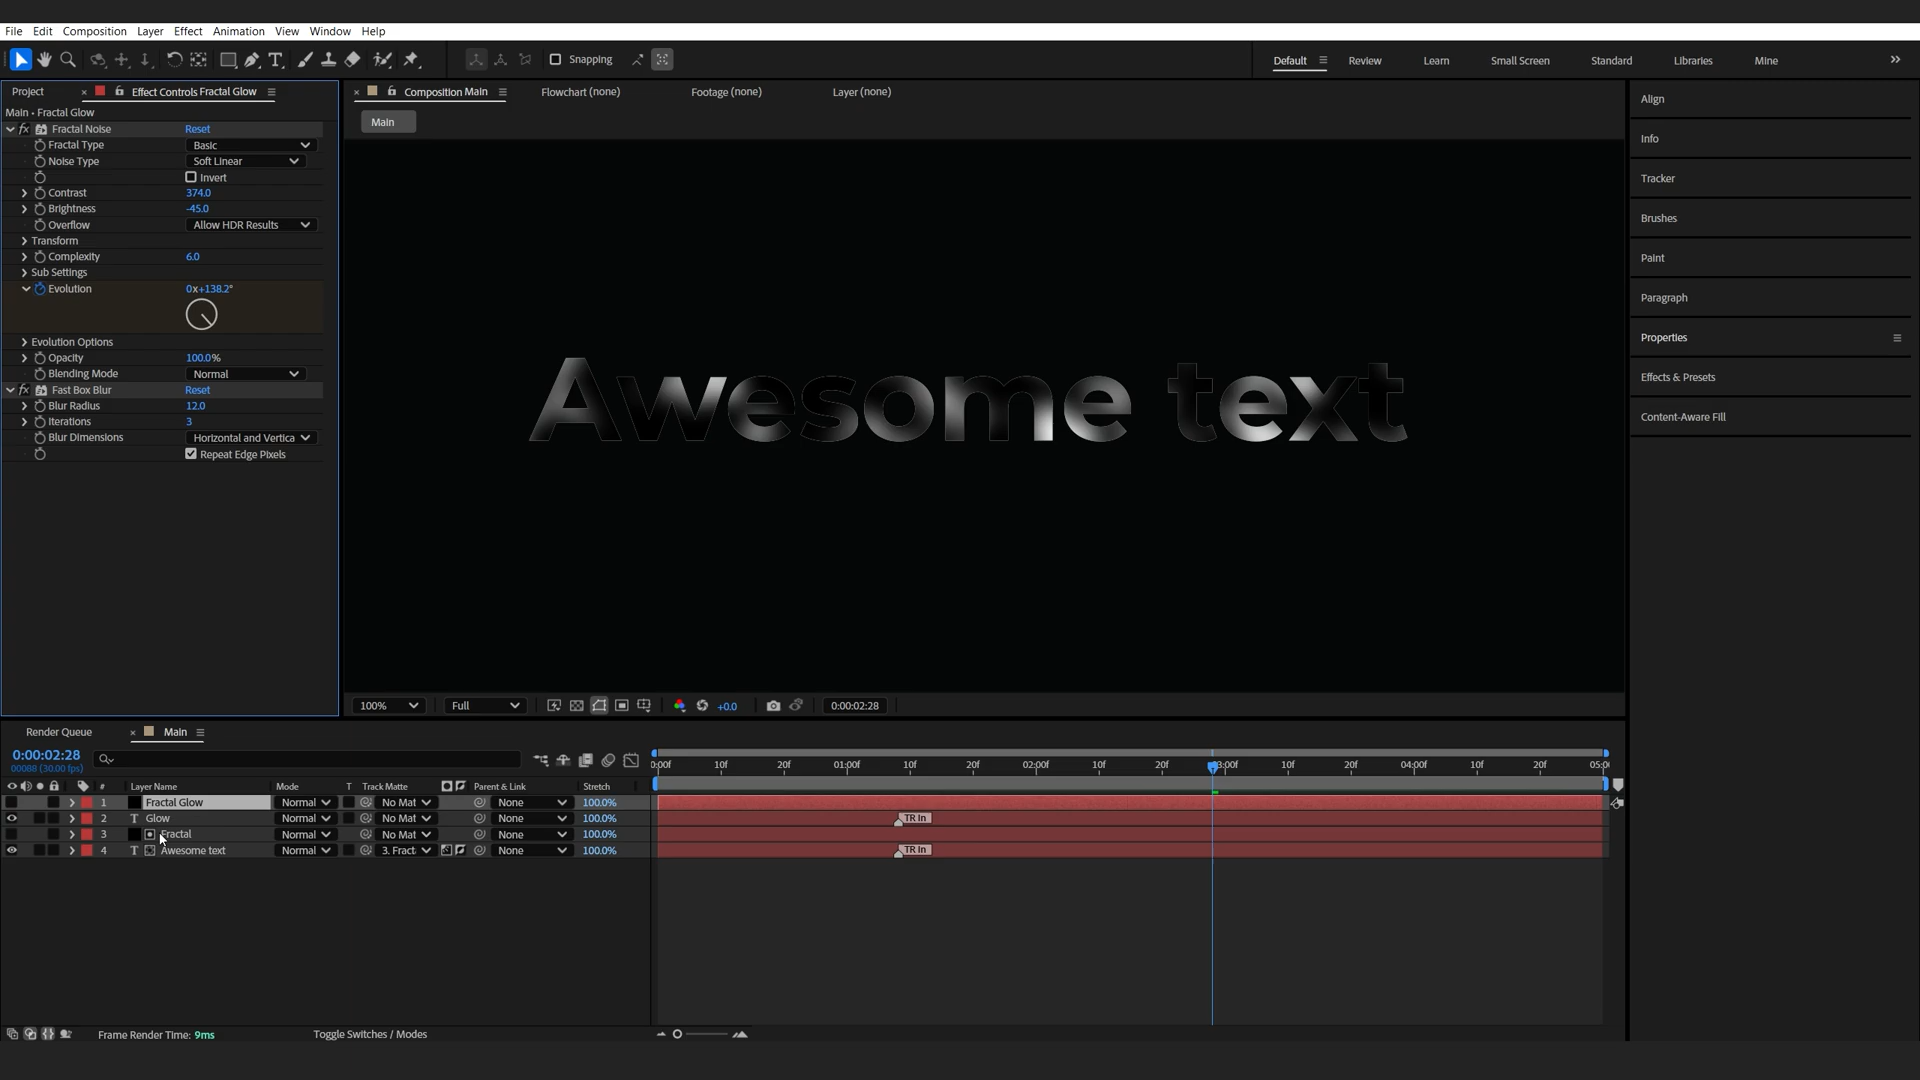 File Edit Composition Layer Effect Animation View Window Help
Snapping Default Review Learn Small Screen Standard Libraries Mine
Project Effect Controls Fractal Glow
Main • Fractal Glow
Fractal Noise Reset
Fractal Type Basic
Noise Type Soft Linear
Invert
Contrast 374.0
Brightness -45.0
Overflow Allow HDR Results
Transform
Complexity 6.0
Sub Settings
Evolution 0x+138.2°
Evolution Options
Opacity 100.0%
Blending Mode Normal
Fast Box Blur Reset
Blur Radius 12.0
Iterations 3
Blur Dimensions Horizontal and Vertica
Repeat Edge Pixels
Composition Main Flowchart (none) Footage (none) Layer (none)
Main
Awesome text
100% Full +0.0 0:00:02:28
Align
Info
Tracker
Brushes
Paint
Paragraph
Properties
Effects & Presets
Content-Aware Fill
Render Queue Main
0:00:02:28
00088 (30.00 fps)
0:00f 10f 20f 01:00f 10f 20f 02:00f 10f 20f 03:00f 10f 20f 04:00f 10f 20f 05:0
# Layer Name Mode T Track Matte Parent & Link Stretch
1 Fractal Glow Normal No Mat None 100.0%
2 T Glow Normal No Mat None 100.0% TR In
3 Fractal Normal No Mat None 100.0%
4 T Awesome text Normal 3. Fract None 100.0% TR In
Frame Render Time: 9ms Toggle Switches / Modes